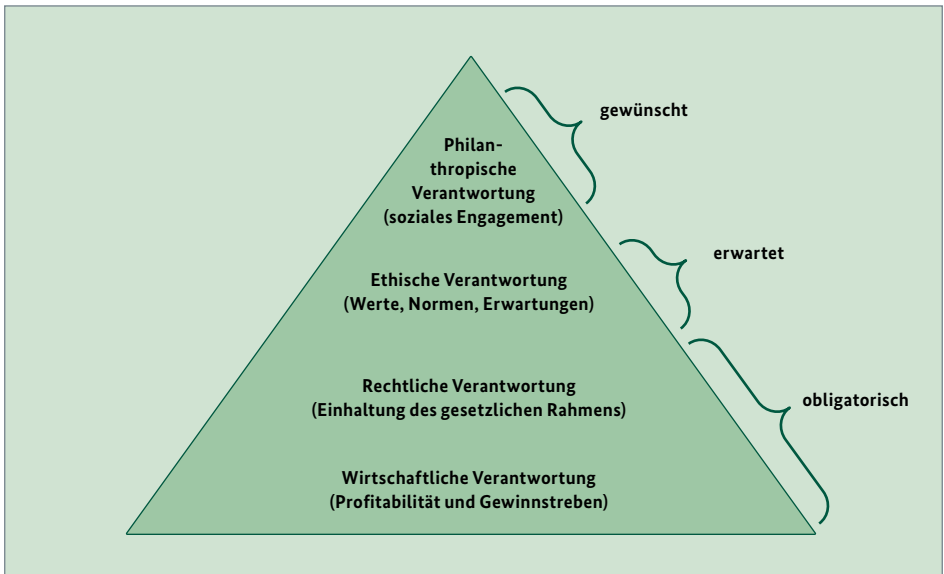 gewünscht
Philan-
thropische
Verantwortung
(soziales Engagement)
erwartet
Ethische Verantwortung
(Werte, Normen, Erwartungen)
Rechtliche Verantwortung
(Einhaltung des gesetzlichen Rahmens)
obligatorisch
Wirtschaftliche Verantwortung
(Profitabilität und Gewinnstreben)